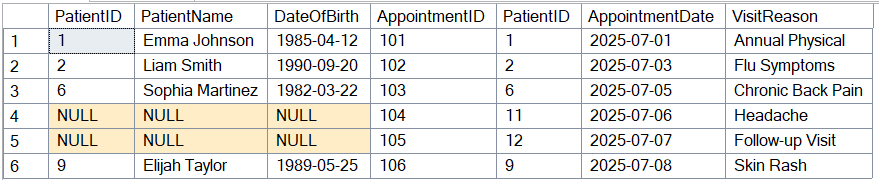 PatientID PatientName DateOfBirth AppointmentID PatientID AppointmentDate VisitReason
1 1 Emma Johnson 1985-04-12 101 1 2025-07-01 Annual Physical
2 2 Liam Smith 1990-09-20 102 2 2025-07-03 Flu Symptoms
3 6 Sophia Martinez 1982-03-22 103 6 2025-07-05 Chronic Back Pain
4 NULL NULL NULL 104 11 2025-07-06 Headache
5 NULL NULL NULL 105 12 2025-07-07 Follow-up Visit
6 9 Elijah Taylor 1989-05-25 106 9 2025-07-08 Skin Rash